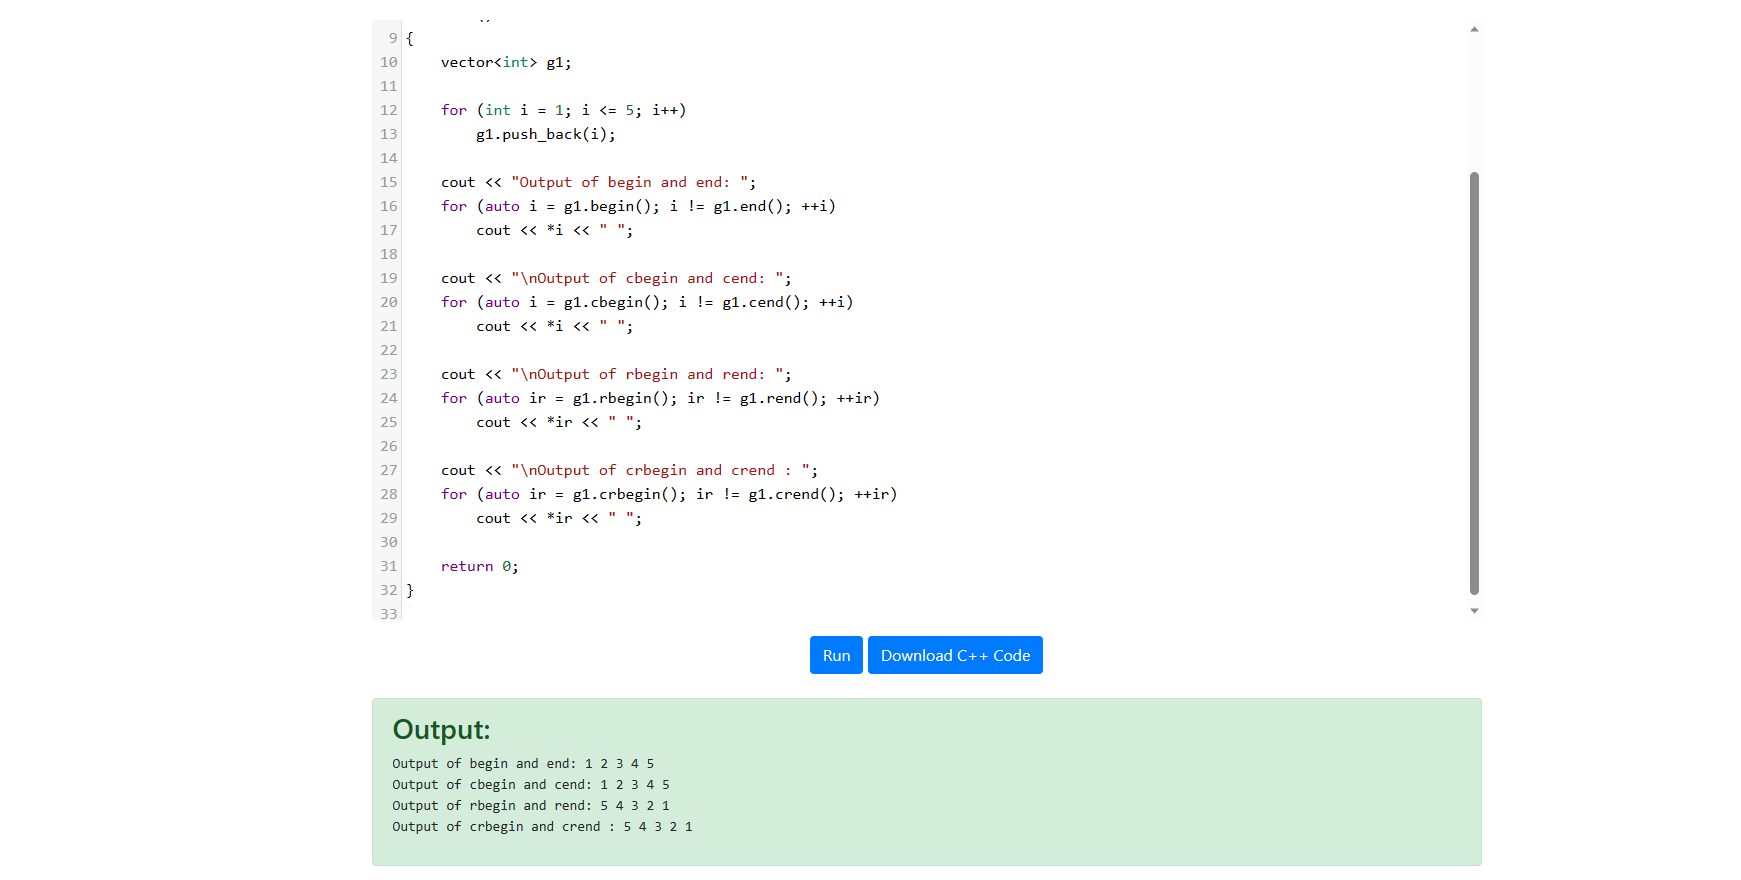 9 {
10     vector<int> g1;
11
12     for (int i = 1; i <= 5; i++)
13         g1.push_back(i);
14
15     cout << "Output of begin and end: ";
16     for (auto i = g1.begin(); i != g1.end(); ++i)
17         cout << *i << " ";
18
19     cout << "\nOutput of cbegin and cend: ";
20     for (auto i = g1.cbegin(); i != g1.cend(); ++i)
21         cout << *i << " ";
22
23     cout << "\nOutput of rbegin and rend: ";
24     for (auto ir = g1.rbegin(); ir != g1.rend(); ++ir)
25         cout << *ir << " ";
26
27     cout << "\nOutput of crbegin and crend : ";
28     for (auto ir = g1.crbegin(); ir != g1.crend(); ++ir)
29         cout << *ir << " ";
30
31     return 0;
32 }
33
Run
Download C++ Code
Output:
Output of begin and end: 1 2 3 4 5
Output of cbegin and cend: 1 2 3 4 5
Output of rbegin and rend: 5 4 3 2 1
Output of crbegin and crend : 5 4 3 2 1